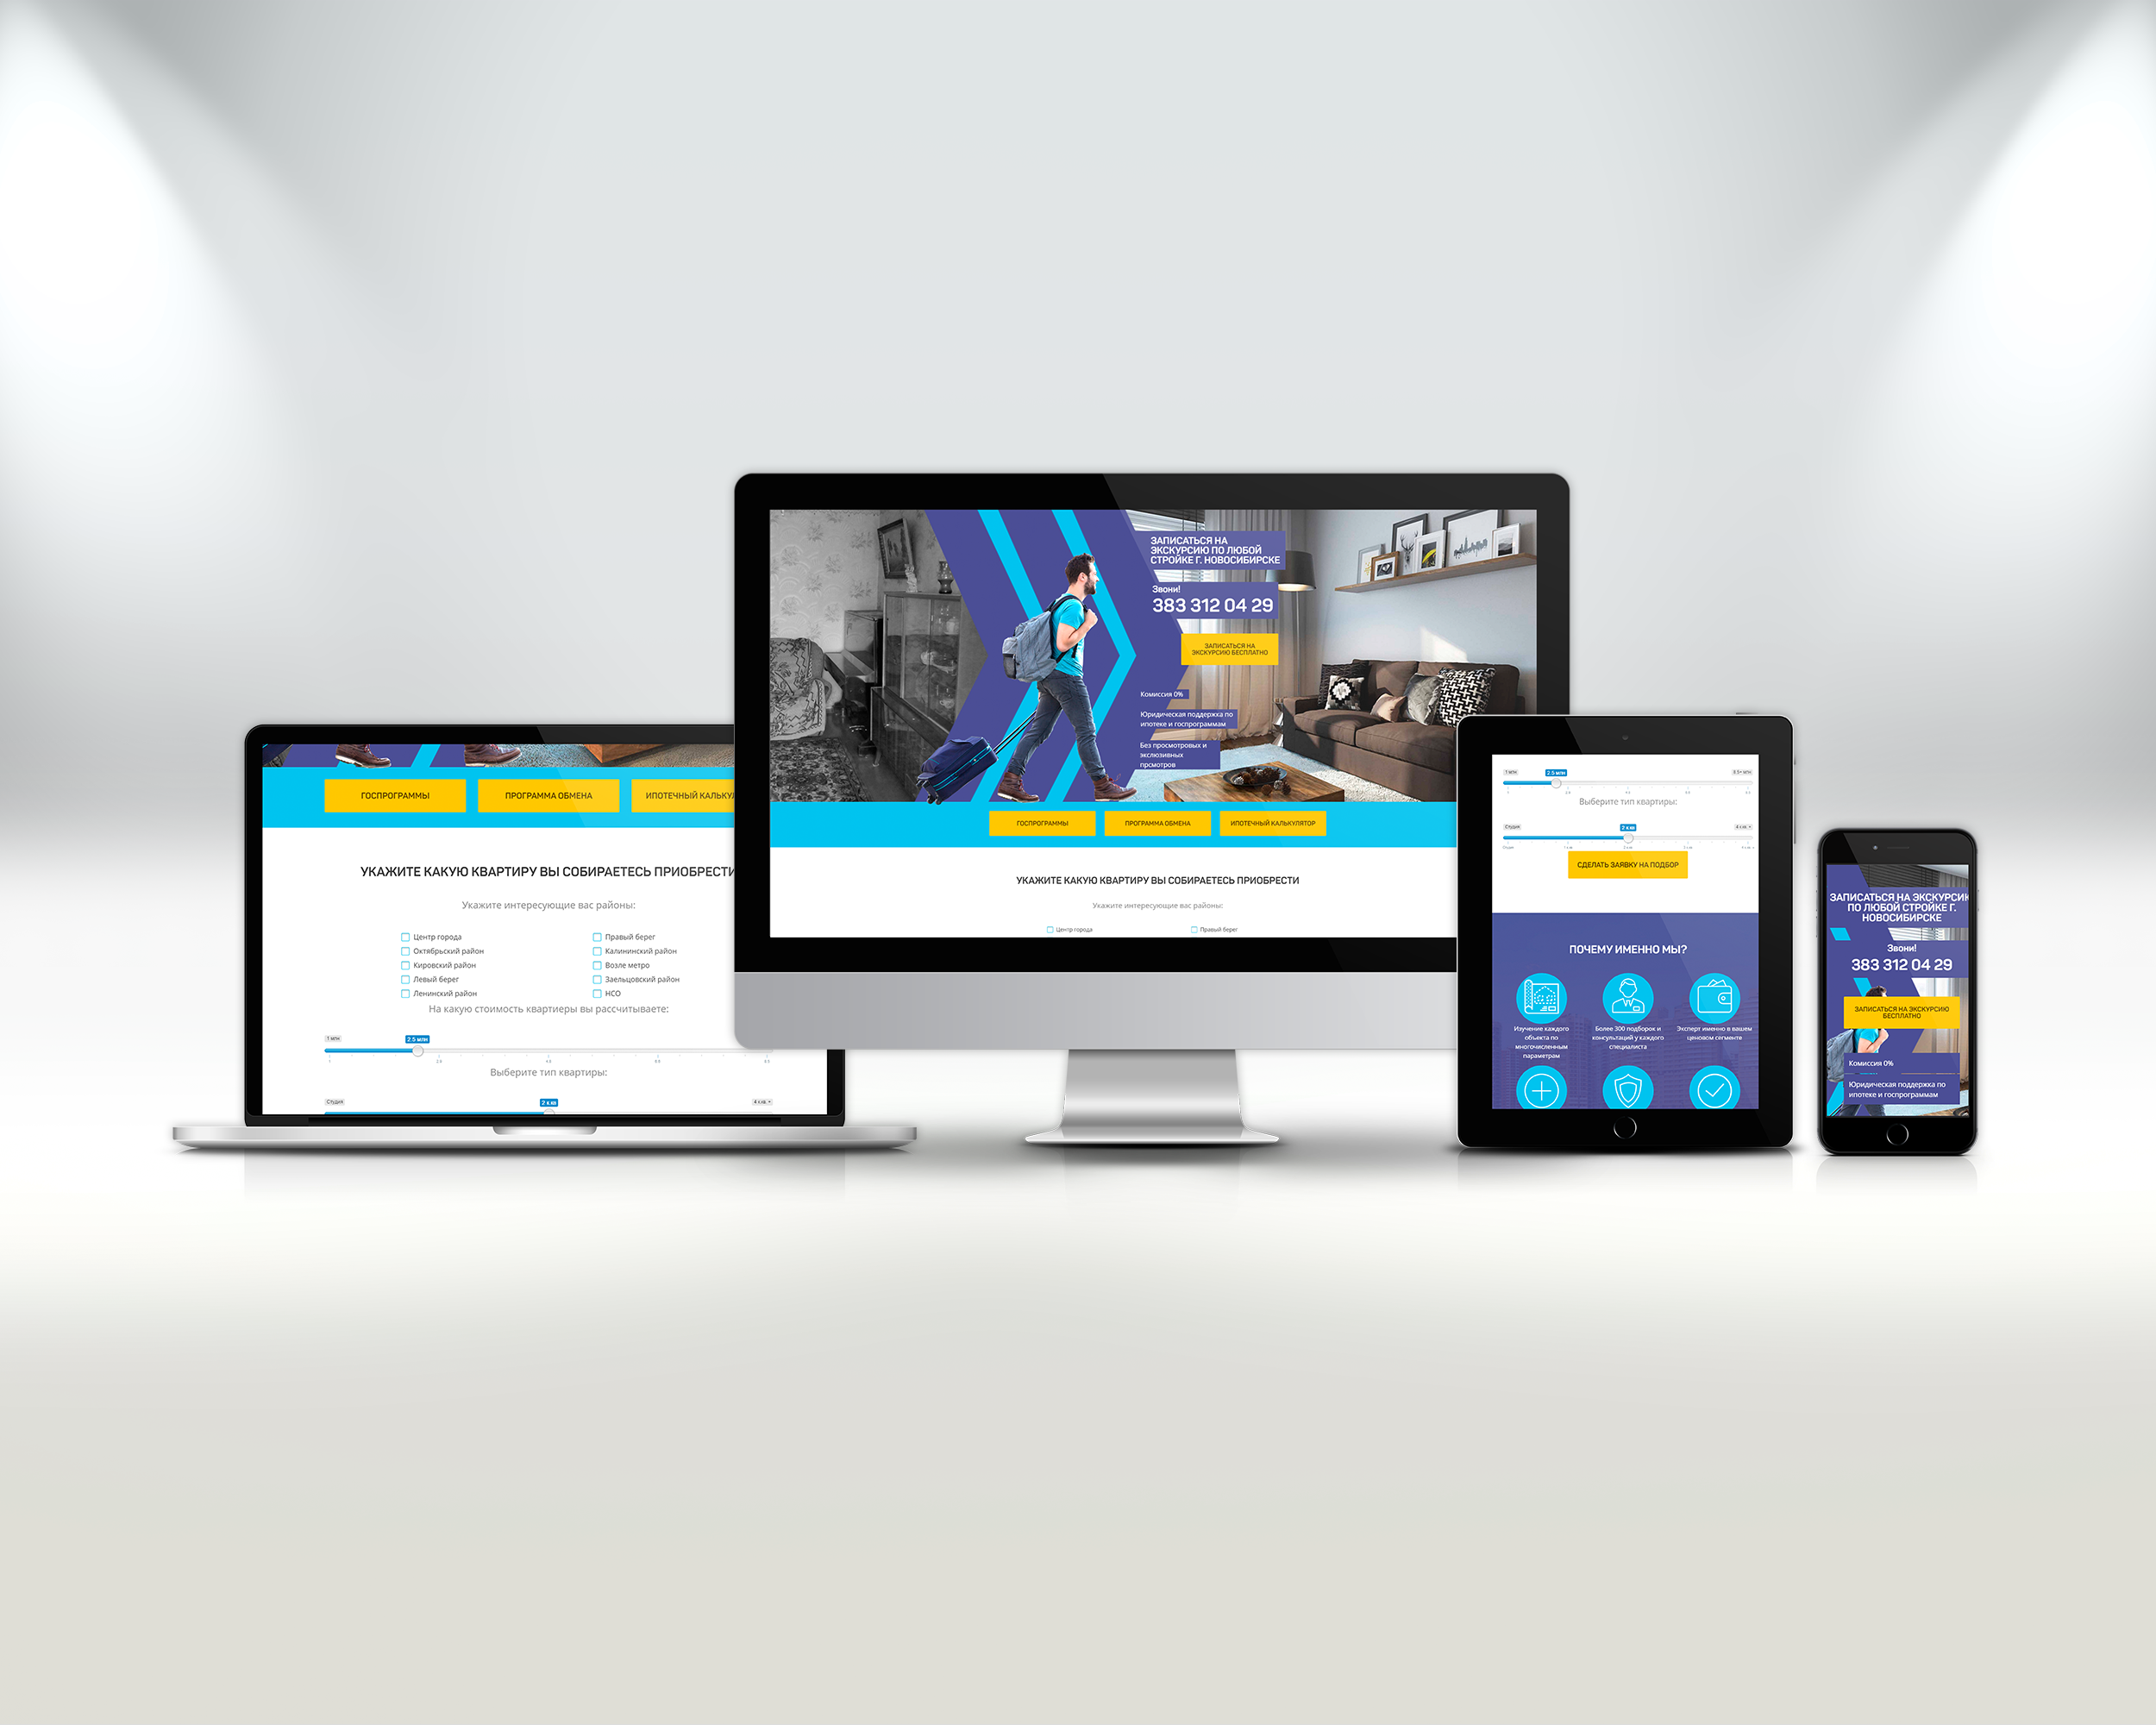 ГОСПРОГРАММЫ
ПРОГРАММА ОБМЕНА
ИПОТЕЧНЫЙ КАЛЬКУЛ
УКАЖИТЕ КАКУЮ КВАРТИРУ ВЫ СОБИРАЕТЕСЬ ПРИОБРЕСТИ
Укажите интересующие вас районы:
Центр города
Октябрьский район
Кировский район
Левый берег
Ленинский район
Правый берег
Калининский район
Возле метро
Заельцовский район
НСО
На какую стоимость квартиеры вы рассчитываете:
1 млн
2.5 млн
Выберите тип квартиры:
Студия
2 к.кв
4 к.кв. +
ЗАПИСАТЬСЯ НА
ЭКСКУРСИЮ ПО ЛЮБОЙ
СТРОЙКЕ Г. НОВОСИБИРСКЕ
Звони!
383 312 04 29
ЗАПИСАТЬСЯ НА
ЭКСКУРСИЮ БЕСПЛАТНО
Комиссия 0%
Юридическая поддержка по
ипотеке и госпрограммам
Без просмотровых и
эксклюзивных
прсмотров
ГОСПРОГРАММЫ
ПРОГРАММА ОБМЕНА
ИПОТЕЧНЫЙ КАЛЬКУЛЯТОР
УКАЖИТЕ КАКУЮ КВАРТИРУ ВЫ СОБИРАЕТЕСЬ ПРИОБРЕСТИ
Укажите интересующие вас районы:
Центр города
Правый берег
1 млн
2.5 млн
Выберите тип квартиры:
Студия
2 к.кв
4 к.кв. +
СДЕЛАТЬ ЗАЯВКУ НА ПОДБОР
ПОЧЕМУ ИМЕННО МЫ?
Изучение каждого
объекта по
многочисленным
параметрам
Более 300 подборок и
консультаций у каждого
специалиста
Эксперт именно в вашем
ценовом сегменте
ЗАПИСАТЬСЯ НА ЭКСКУРСИЮ
ПО ЛЮБОЙ СТРОЙКЕ Г.
НОВОСИБИРСКЕ
Звони!
383 312 04 29
ЗАПИСАТЬСЯ НА ЭКСКУРСИЮ
БЕСПЛАТНО
Комиссия 0%
Юридическая поддержка по
ипотеке и госпрограммам